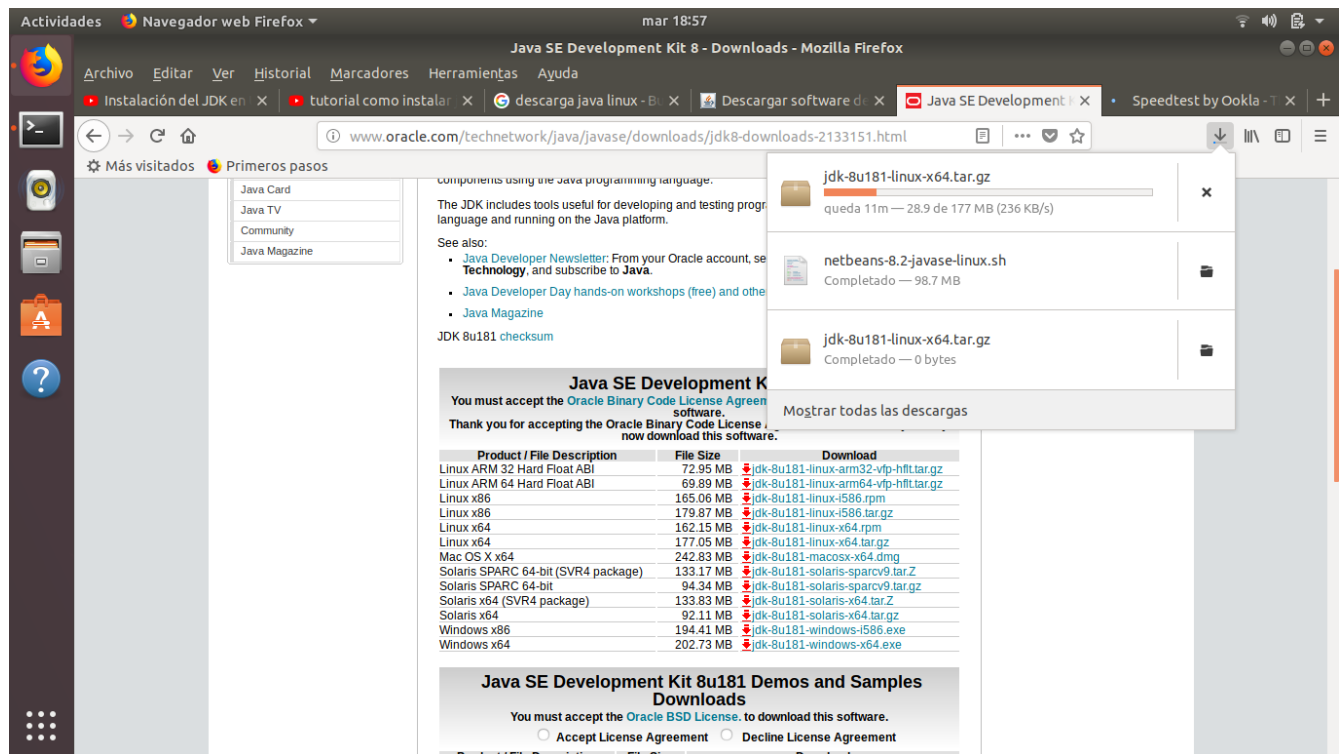 Actividades Navegador web Firefox mar 18:57
Java SE Development Kit 8 - Downloads - Mozilla Firefox
Archivo Editar Ver Historial Marcadores Herramientas Ayuda
Instalación del JDK en tutorial como instalar descarga java linux - Descargar software Java SE Development Speedtest by Ookla -
www.oracle.com/technetwork/java/javase/downloads/jdk8-downloads-2133151.html
Más visitados Primeros pasos
Java Card
Java TV
Community
Java Magazine
components using the Java programming language.
The JDK includes tools useful for developing and testing
language and running on the Java platform.
See also:
Java Developer Newsletter: From your Oracle account,
Technology, and subscribe to Java.
Java Developer Day hands-on workshops (free) and
Java Magazine
JDK 8u181 checksum
jdk-8u181-linux-x64.tar.gz
queda 11m — 28.9 de 177 MB (236 KB/s)
netbeans-8.2-javase-linux.sh
Completado — 98.7 MB
jdk-8u181-linux-x64.tar.gz
Completado — 0 bytes
Mostrar todas las descargas
Java SE Development
You must accept the Oracle Binary Code License
software.
Thank you for accepting the Oracle Binary Code License
now download this software.
Product / File Description File Size Download
Linux ARM 32 Hard Float ABI 72.95 MB jdk-8u181-linux-arm32-vfp-hflt.tar.gz
Linux ARM 64 Hard Float ABI 69.89 MB jdk-8u181-linux-arm64-vfp-hflt.tar.gz
Linux x86 165.06 MB jdk-8u181-linux-i586.rpm
Linux x86 179.87 MB jdk-8u181-linux-i586.tar.gz
Linux x64 162.15 MB jdk-8u181-linux-x64.rpm
Linux x64 177.05 MB jdk-8u181-linux-x64.tar.gz
Mac OS X x64 242.83 MB jdk-8u181-macosx-x64.dmg
Solaris SPARC 64-bit (SVR4 package) 133.17 MB jdk-8u181-solaris-sparcv9.tar.Z
Solaris SPARC 64-bit 94.34 MB jdk-8u181-solaris-sparcv9.tar.gz
Solaris x64 (SVR4 package) 133.83 MB jdk-8u181-solaris-x64.tar.Z
Solaris x64 92.11 MB jdk-8u181-solaris-x64.tar.gz
Windows x86 194.41 MB jdk-8u181-windows-i586.exe
Windows x64 202.73 MB jdk-8u181-windows-x64.exe
Java SE Development Kit 8u181 Demos and Samples
Downloads
You must accept the Oracle BSD License. to download this software.
Accept License Agreement Decline License Agreement